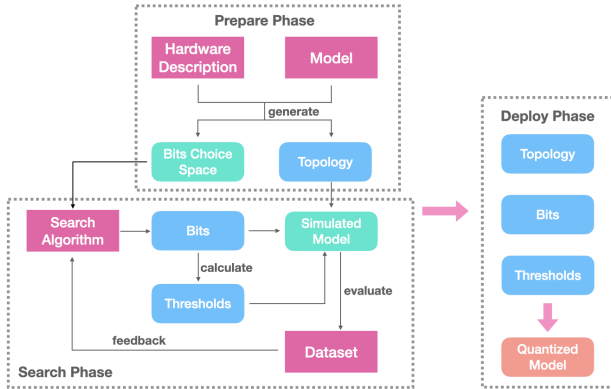 Prepare Phase
Hardware
Description
Model
generate
Bits Choice
Space
Topology
Search
Algorithm
Bits
Simulated
Model
calculate
Thresholds
evaluate
feedback
Dataset
Search Phase
Deploy Phase
Topology
Bits
Thresholds
Quantized
Model